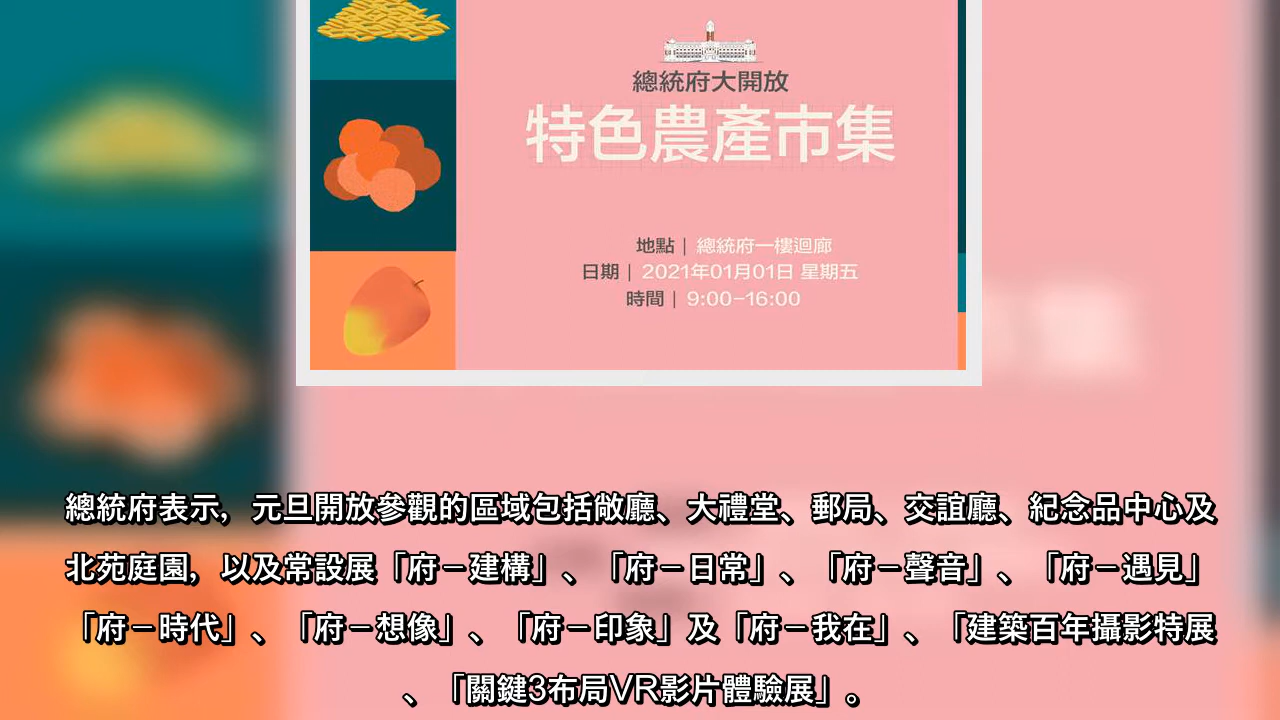 總統府大開放
特色農產市集
地點｜總統府一樓迴廊
日期｜2021年01月01日 星期五
時間｜9:00-16:00
總統府表示，元旦開放參觀的區域包括敞廳、大禮堂、郵局、交誼廳、紀念品中心及
北苑庭園，以及常設展「府－建構」、「府－日常」、「府－聲音」、「府－遇見」
「府－時代」、「府－想像」、「府－印象」及「府－我在」、「建築百年攝影特展
、「關鍵3布局VR影片體驗展」。